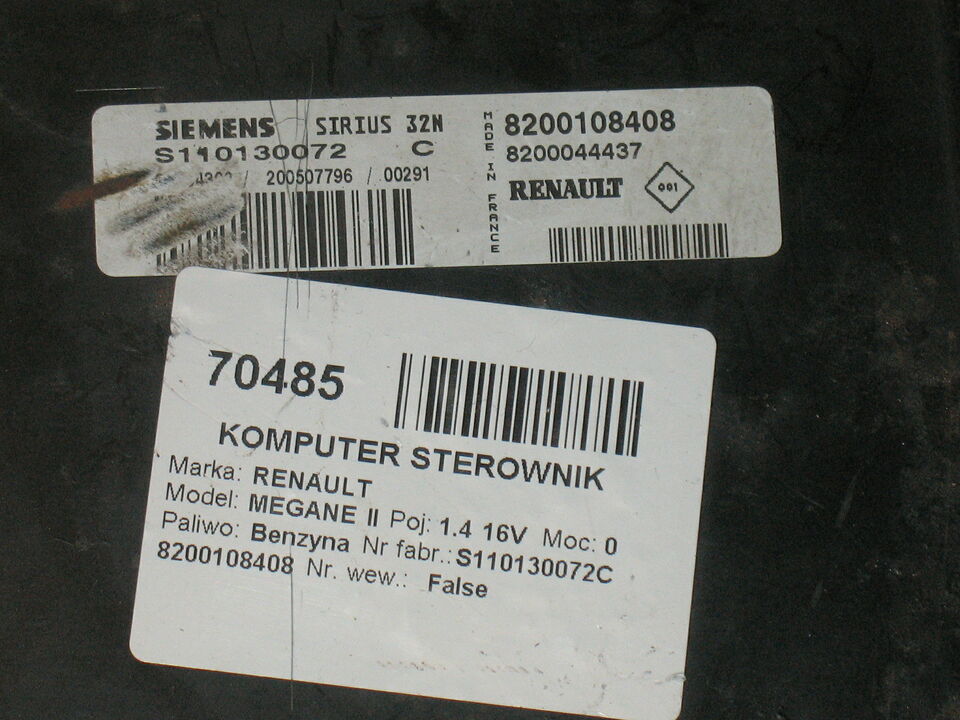 SIEMENS SIRIUS 32N
S110130072 C
/ 200507796 / 00291
MADE IN FRANCE
8200108408
8200044437
RENAULT 001
70485
KOMPUTER STEROWNIK
Marka: RENAULT
Model: MEGANE II Poj: 1.4 16V Moc: 0
Paliwo: Benzyna Nr fabr.: S110130072C
8200108408 Nr. wew.: False